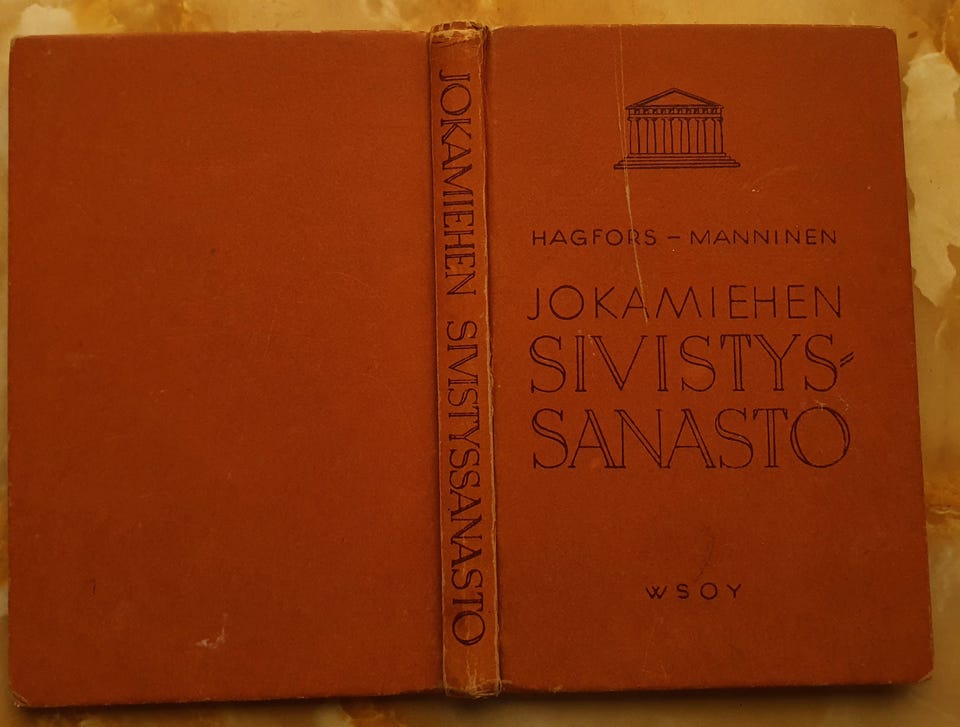 JOKAMIEHEN SIVISTYSSANASTO
HAGFORS – MANNINEN
JOKAMIEHEN
SIVISTYS-
SANASTO
WSOY